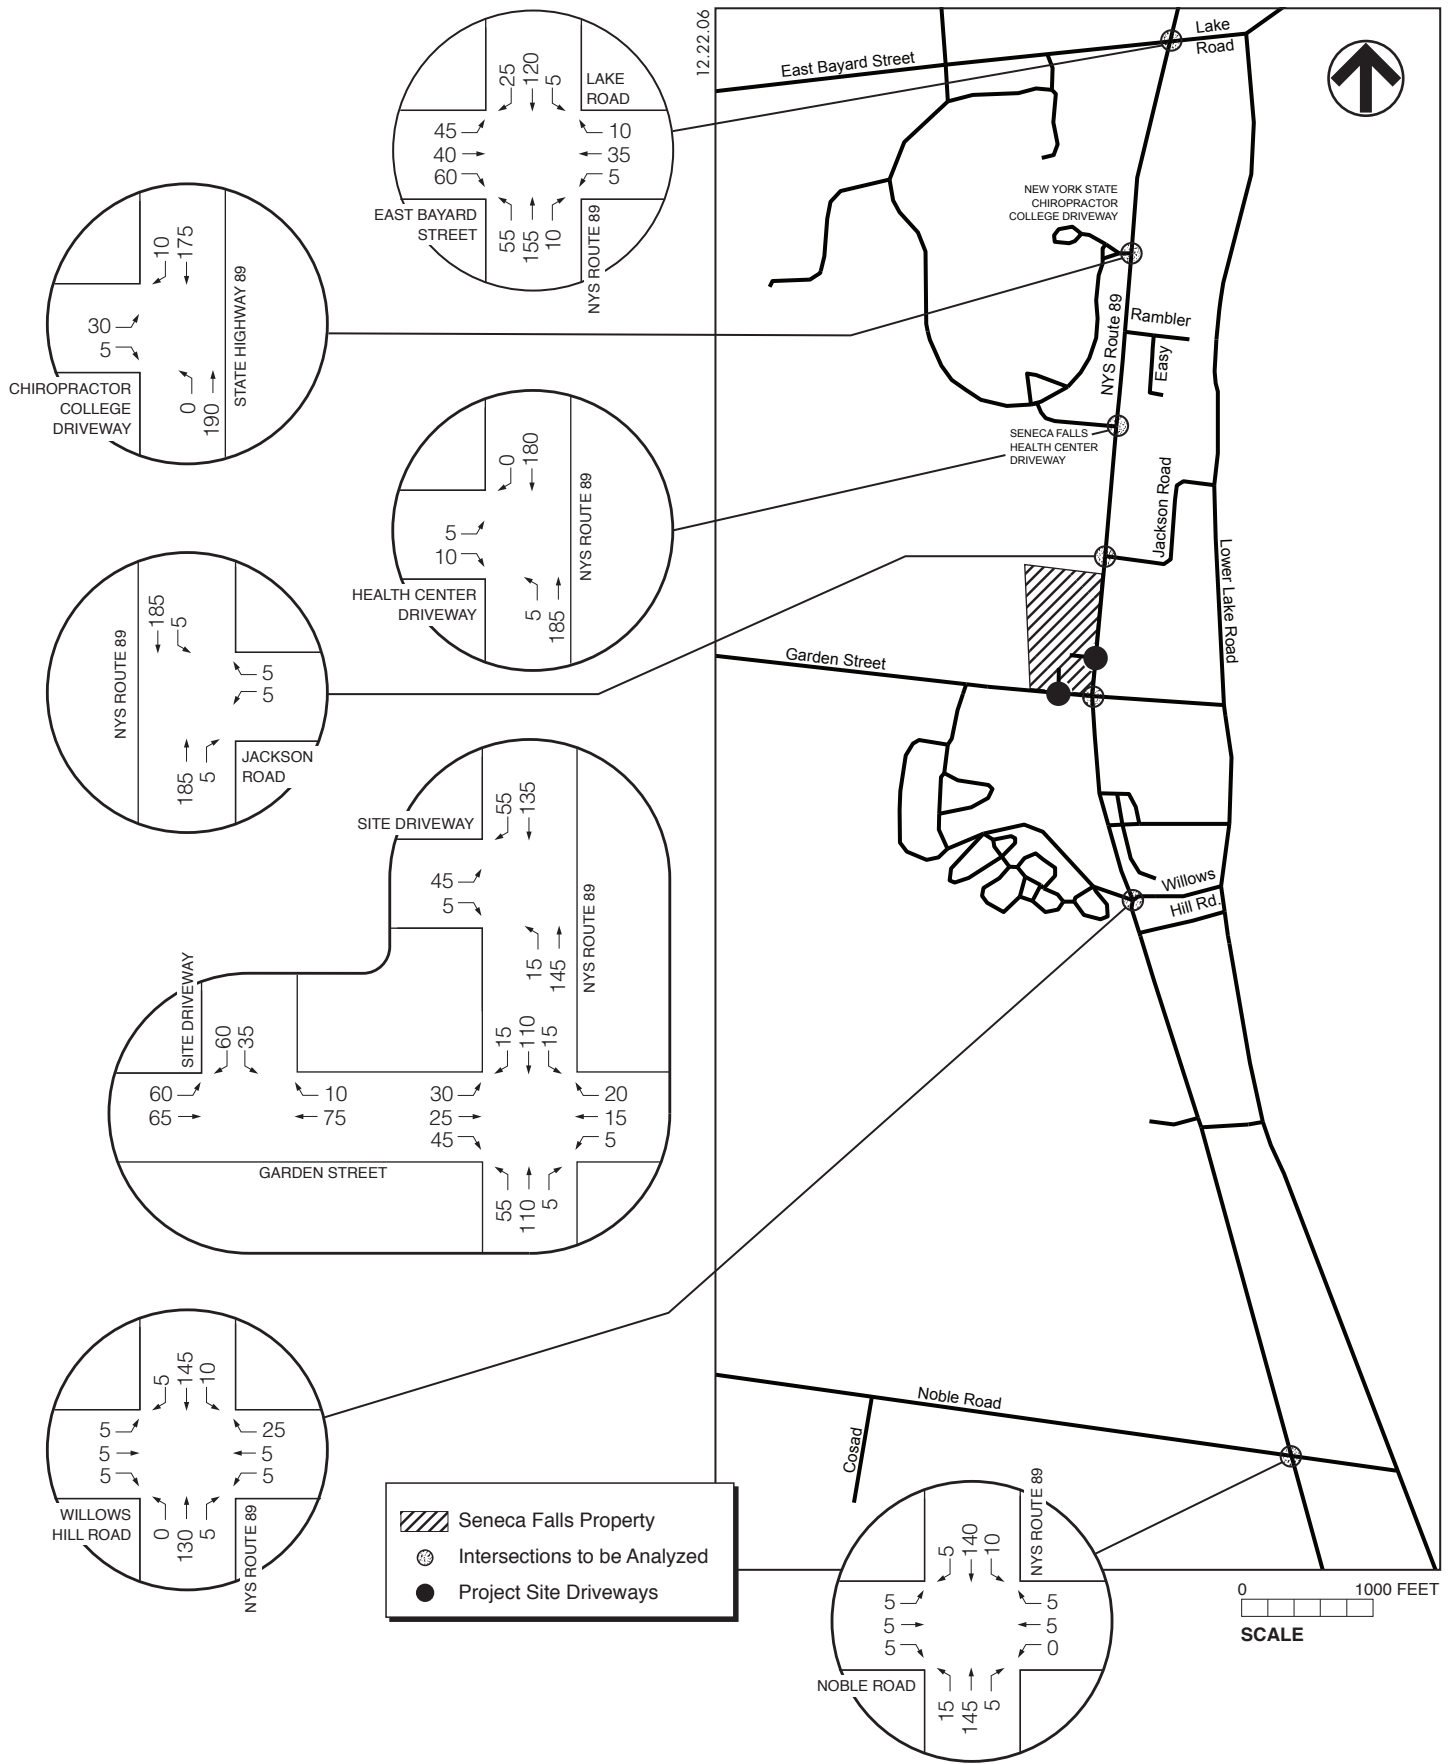 12.22.06
East Bayard Street
Lake
Road
NEW YORK STATE
CHIROPRACTOR
COLLEGE DRIVEWAY
NYS Route 89
Rambler
Easy
SENECA FALLS
HEALTH CENTER
DRIVEWAY
Jackson Road
Lower Lake Road
Garden Street
Willows
Hill Rd.
Noble Road
Cosad
25
120
5
LAKE
ROAD
45
40
60
10
35
5
EAST BAYARD
STREET
55
155
10
NYS ROUTE 89
10
175
30
5
STATE HIGHWAY 89
CHIROPRACTOR
COLLEGE
DRIVEWAY
0
190
0
180
5
10
NYS ROUTE 89
HEALTH CENTER
DRIVEWAY
5
185
185
5
NYS ROUTE 89
5
5
185
5
JACKSON
ROAD
SITE DRIVEWAY
55
135
45
5
NYS ROUTE 89
15
145
SITE DRIVEWAY
60
35
60
65
10
75
15
110
15
30
25
45
20
15
5
GARDEN STREET
55
110
5
5
145
10
5
5
5
25
5
5
WILLOWS
HILL ROAD
0
130
5
NYS ROUTE 89
Seneca Falls Property
Intersections to be Analyzed
Project Site Driveways
5
140
10
NYS ROUTE 89
5
5
5
5
5
0
NOBLE ROAD
15
145
5
0
1000 FEET
SCALE